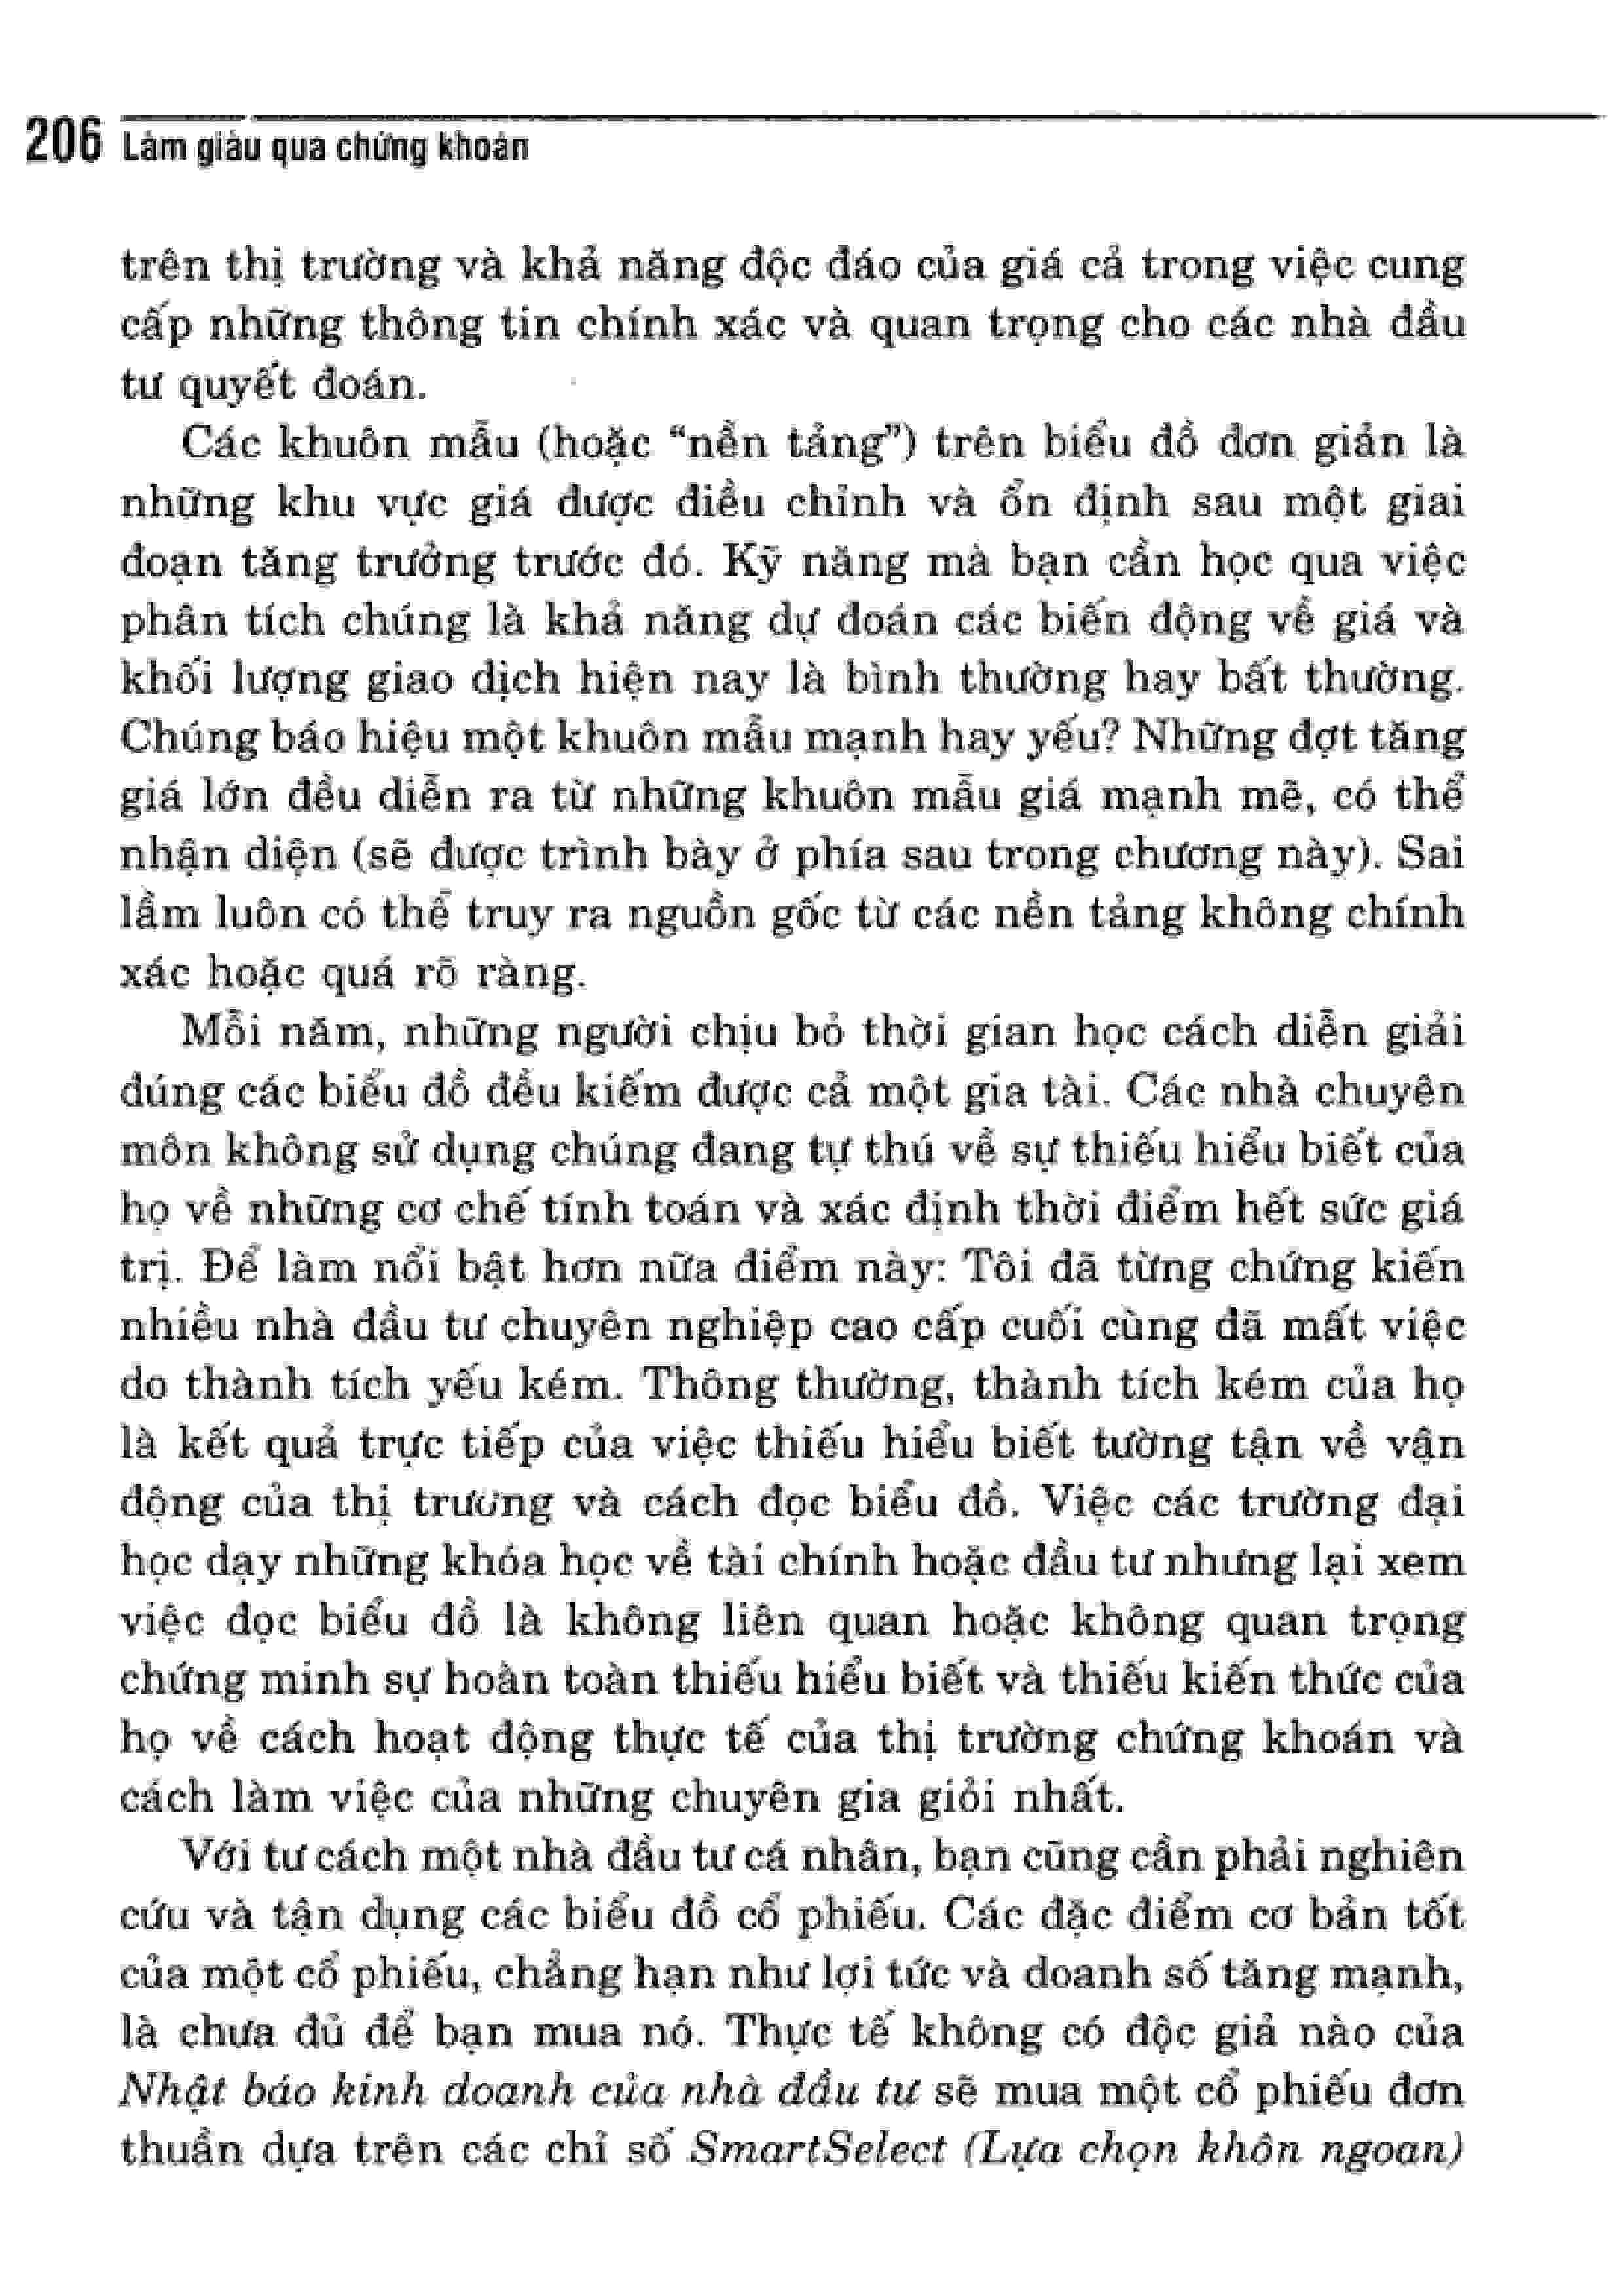 206 Làm giàu qua chứng khoán
trên thị trường và khả năng độc đáo của giá cả trong việc cung
cấp những thông tin chính xác và quan trọng cho các nhà đầu
tư quyết đoán.
Các khuôn mẫu (hoặc “nền tảng”) trên biểu đồ đơn giản là
những khu vực giá được điều chỉnh và ổn định sau một giai
đoạn tăng trưởng trước đó. Kỹ năng mà bạn cần học qua việc
phân tích chúng là khả năng dự đoán các biến động về giá và
khối lượng giao dịch hiện nay là bình thường hay bất thường.
Chúng báo hiệu một khuôn mẫu mạnh hay yếu? Những đợt tăng
giá lớn đều diễn ra từ những khuôn mẫu giá mạnh mẽ, có thể
nhận diện (sẽ được trình bày ở phía sau trong chương này). Sai
lầm luôn có thể truy ra nguồn gốc từ các nền tảng không chính
xác hoặc quá rõ ràng.
Mỗi năm, những người chịu bỏ thời gian học cách diễn giải
đúng các biểu đồ đều kiếm được cả một gia tài. Các nhà chuyên
môn không sử dụng chúng đang tự thú về sự thiếu hiểu biết của
họ về những cơ chế tính toán và xác định thời điểm hết sức giá
trị. Để làm nổi bật hơn nữa điểm này: Tôi đã từng chứng kiến
nhiều nhà đầu tư chuyên nghiệp cao cấp cuối cùng đã mất việc
do thành tích yếu kém. Thông thường, thành tích kém của họ
là kết quả trực tiếp của việc thiếu hiểu biết tường tận về vận
động của thị trường và cách đọc biểu đồ. Việc các trường đại
học dạy những khóa học về tài chính hoặc đầu tư nhưng lại xem
việc đọc biểu đồ là không liên quan hoặc không quan trọng
chứng minh sự hoàn toàn thiếu hiểu biết và thiếu kiến thức của
họ về cách hoạt động thực tế của thị trường chứng khoán và
cách làm việc của những chuyên gia giỏi nhất.
Với tư cách một nhà đầu tư cá nhân, bạn cũng cần phải nghiên
cứu và tận dụng các biểu đồ cổ phiếu. Các đặc điểm cơ bản tốt
của một cổ phiếu, chẳng hạn như lợi tức và doanh số tăng mạnh,
là chưa đủ để bạn mua nó. Thực tế không có độc giả nào của
Nhật báo kinh doanh của nhà đầu tư sẽ mua một cổ phiếu đơn
thuần dựa trên các chỉ số SmartSelect (Lựa chọn khôn ngoan)